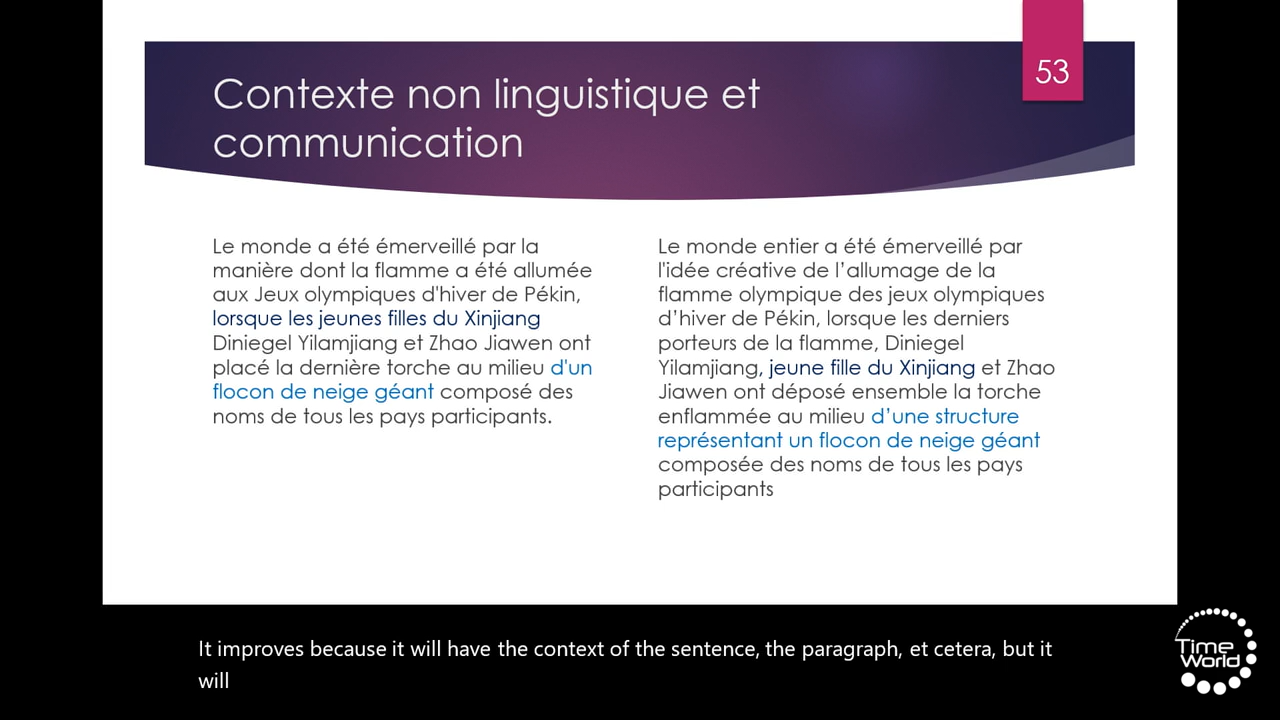 53
Contexte non linguistique et
communication
Le monde a été émerveillé par la
manière dont la flamme a été allumée
aux Jeux olympiques d'hiver de Pékin,
lorsque les jeunes filles du Xinjiang
Diniegel Yilamjiang et Zhao Jiawen ont
placé la dernière torche au milieu d'un
flocon de neige géant composé des
noms de tous les pays participants.
Le monde entier a été émerveillé par
l'idée créative de l’allumage de la
flamme olympique des jeux olympiques
d’hiver de Pékin, lorsque les derniers
porteurs de la flamme, Diniegel
Yilamjiang, jeune fille du Xinjiang et Zhao
Jiawen ont déposé ensemble la torche
enflammée au milieu d’une structure
représentant un flocon de neige géant
composée des noms de tous les pays
participants
It improves because it will have the context of the sentence, the paragraph, et cetera, but it
will
Time
World